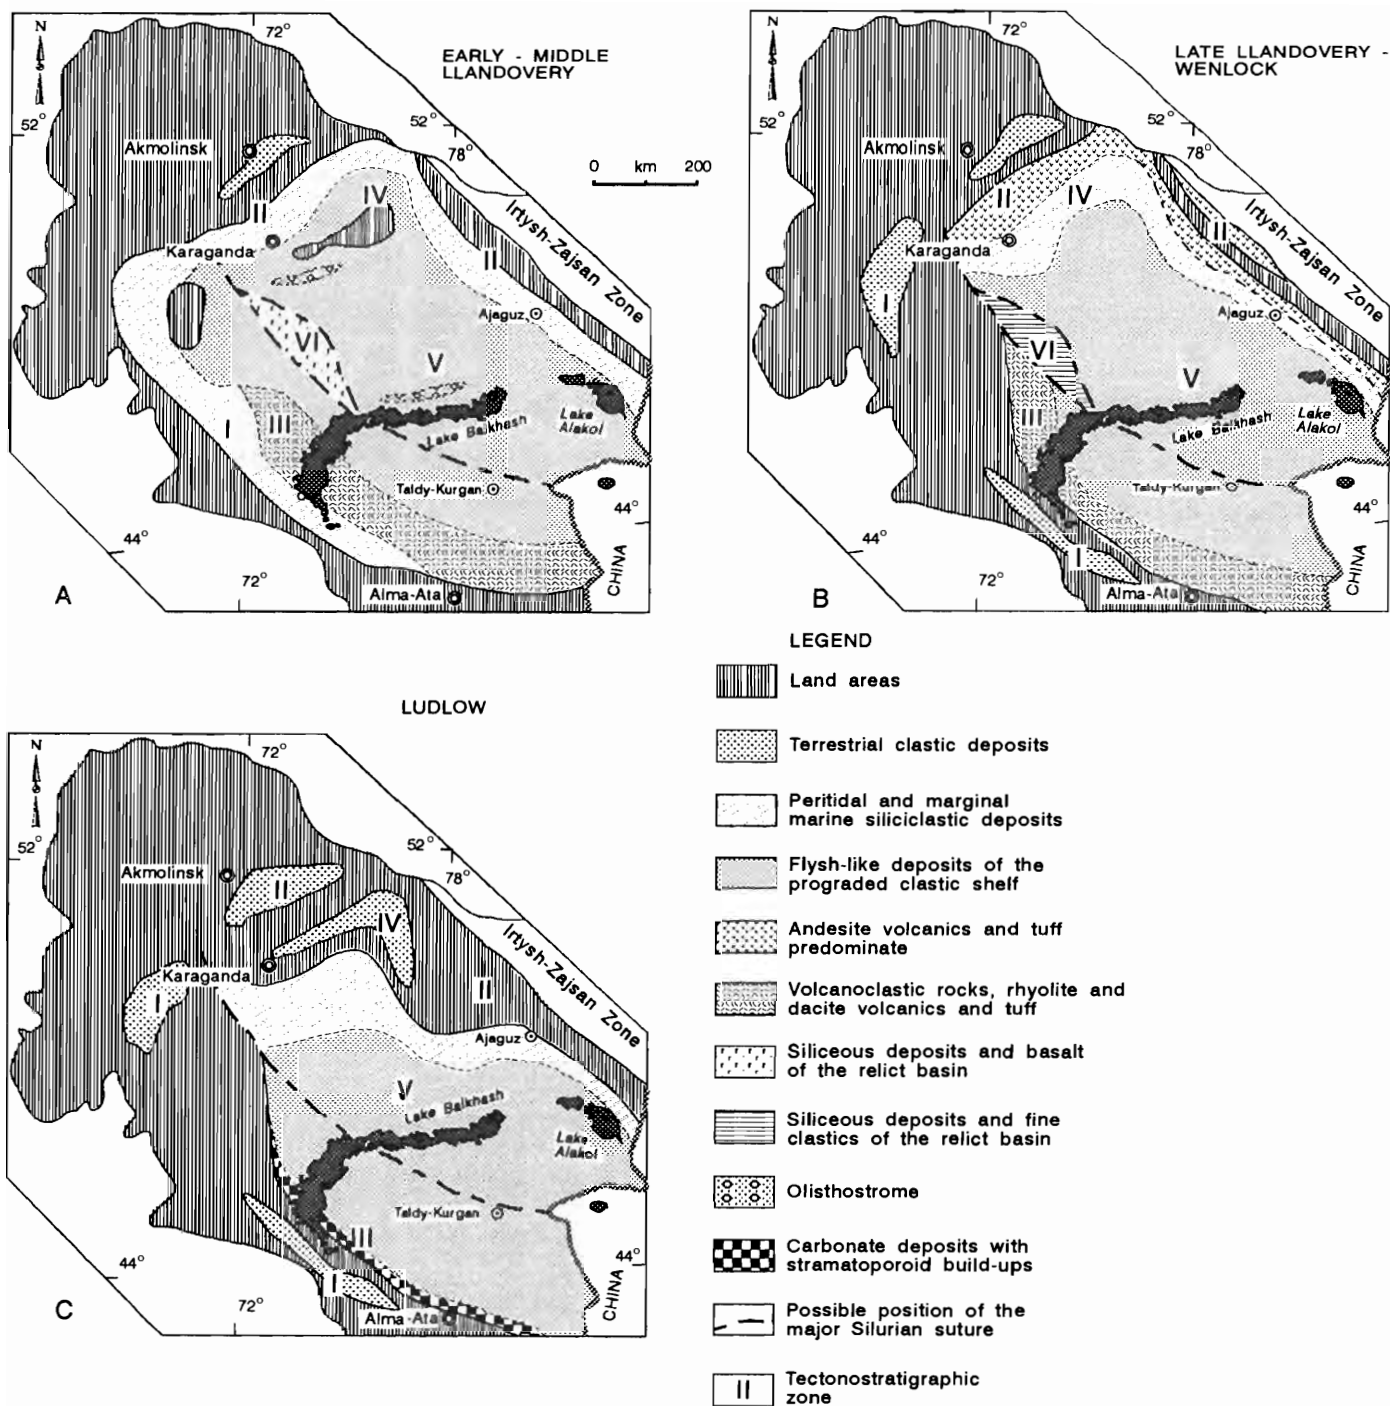 EARLY - MIDDLE
LLANDOVERY
N
72°
52°
52°
78°
0 km 200
Akmolinsk
II
IV
Karaganda
II
Irtysh-Zajsan Zone
Ajaguz
VI
V
I
III
Lake Balkhash
Lake
Alakol
Taldy-Kurgan
44°
44°
72°
CHINA
Alma-Ata
A
LATE LLANDOVERY -
WENLOCK
N
72°
52°
52°
78°
Akmolinsk
II
IV
II
Karaganda
Irtysh-Zajsan Zone
I
Ajaguz
VI
V
III
Lake Balkhash
Lake
Alakol
Taldy-Kurgan
44°
44°
I
72°
CHINA
Alma-Ata
B
LUDLOW
N
72°
52°
52°
78°
Akmolinsk
II
IV
Karaganda
I
II
Irtysh-Zajsan Zone
Ajaguz
V
Lake Balkhash
Lake
Alakol
Taldy-Kurgan
III
44°
44°
I
72°
CHINA
Alma-Ata
C
LEGEND
Land areas
Terrestrial clastic deposits
Peritidal and marginal
marine siliciclastic deposits
Flysh-like deposits of the
prograded clastic shelf
Andesite volcanics and tuff
predominate
Volcanoclastic rocks, rhyolite and
dacite volcanics and tuff
Siliceous deposits and basalt
of the relict basin
Siliceous deposits and fine
clastics of the relict basin
Olisthostrome
Carbonate deposits with
stramatoporoid build-ups
Possible position of the
major Silurian suture
II
Tectonostratigraphic
zone